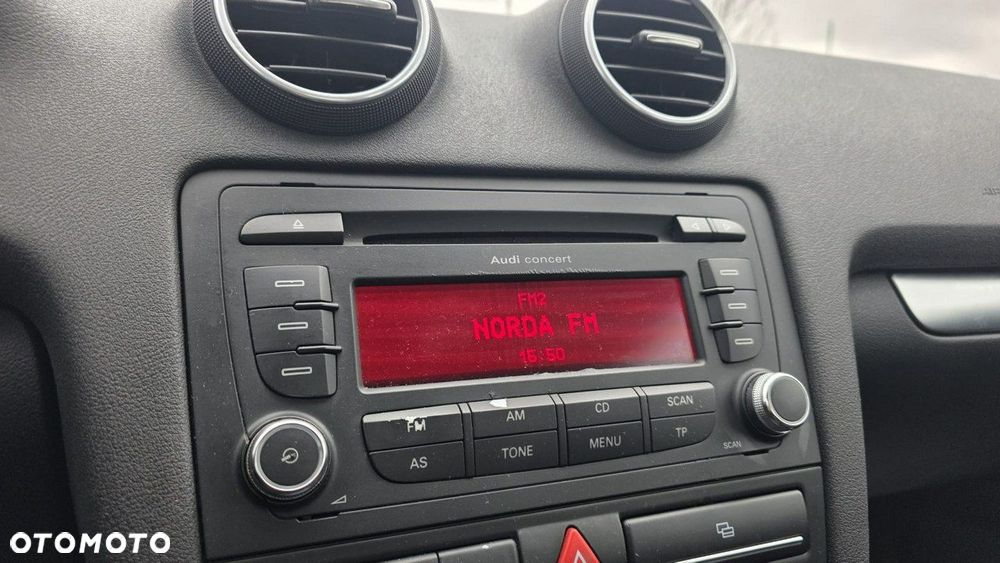 Audi concert
FM2
NORDA FM
15:50
FM
AM
CD
SCAN
AS
TONE
MENU
TP
SCAN
OTOMOTO